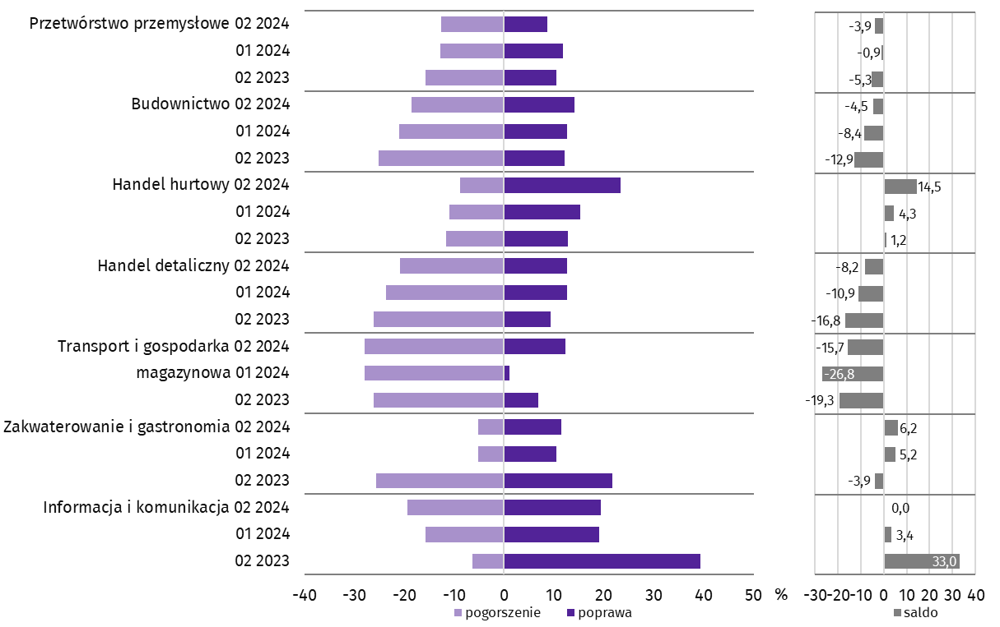 Przetwórstwo przemysłowe 02 2024 -3,9
01 2024 -0,9
02 2023 -5,3
Budownictwo 02 2024 -4,5
01 2024 -8,4
02 2023 -12,9
Handel hurtowy 02 2024 14,5
01 2024 4,3
02 2023 1,2
Handel detaliczny 02 2024 -8,2
01 2024 -10,9
02 2023 -16,8
Transport i gospodarka 02 2024 -15,7
magazynowa 01 2024 -26,8
02 2023 -19,3
Zakwaterowanie i gastronomia 02 2024 6,2
01 2024 5,2
02 2023 -3,9
Informacja i komunikacja 02 2024 0,0
01 2024 3,4
02 2023 33,0
-40 -30 -20 -10 0 10 20 30 40 50 % -30 -20 -10 0 10 20 30 40
pogorszenie poprawa saldo